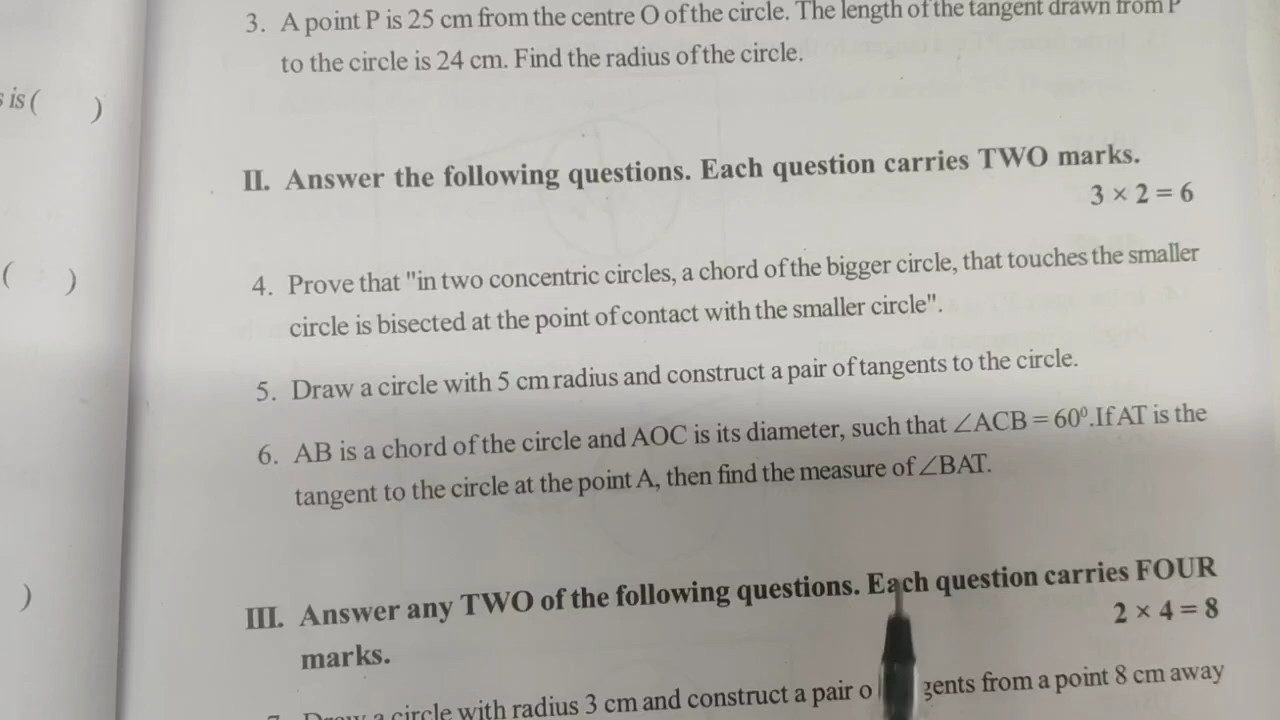 3. A point P is 25 cm from the centre O of the circle. The length of the tangent drawn from P
to the circle is 24 cm. Find the radius of the circle.
is ( )
II. Answer the following questions. Each question carries TWO marks.
3 × 2 = 6
( )
4. Prove that "in two concentric circles, a chord of the bigger circle, that touches the smaller
circle is bisected at the point of contact with the smaller circle".
5. Draw a circle with 5 cm radius and construct a pair of tangents to the circle.
6. AB is a chord of the circle and AOC is its diameter, such that ∠ACB = 60⁰.If AT is the
tangent to the circle at the point A, then find the measure of ∠BAT.
)
III. Answer any TWO of the following questions. Each question carries FOUR
marks.
2 × 4 = 8
Draw a circle with radius 3 cm and construct a pair o gents from a point 8 cm away